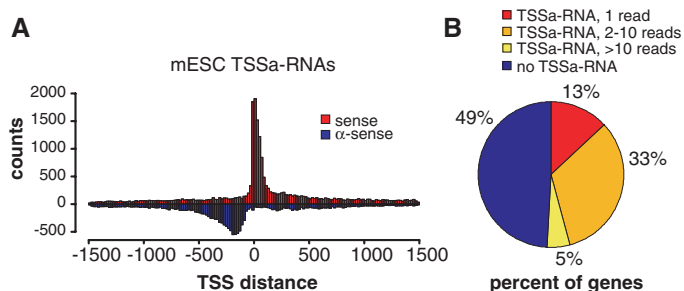 A
mESC TSSa-RNAs
2000
1500
1000
500
0
-500
counts
sense
α-sense
-1500 -1000 -500 0 500 1000 1500
TSS distance
B
TSSa-RNA, 1 read
TSSa-RNA, 2-10 reads
TSSa-RNA, >10 reads
no TSSa-RNA
13%
49%
33%
5%
percent of genes